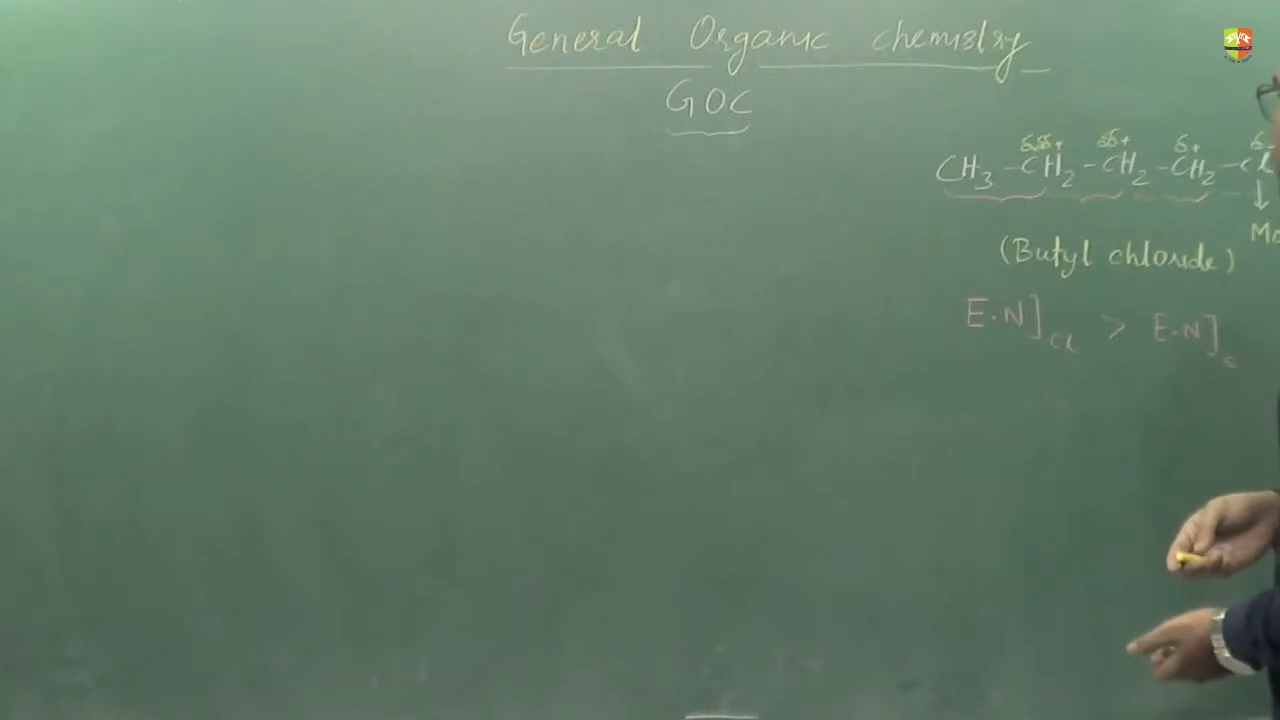 General Organic chemistry
GOC
δδδ+ δδ+ δ+ δ-
CH3 - CH2 - CH2 - CH2 - Cl
(Butyl chloride)
E.N]Cl > E.N]C